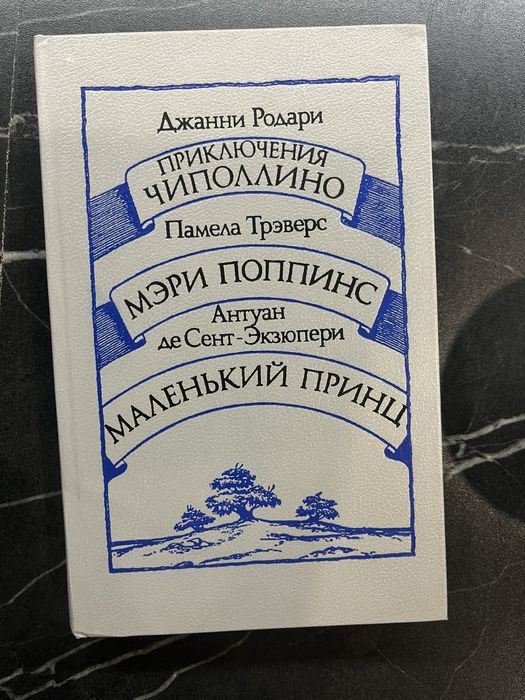 Джанни Родари
ПРИКЛЮЧЕНИЯ
ЧИПОЛЛИНО
Памела Трэверс
МЭРИ ПОППИНС
Антуан
де Сент-Экзюпери
МАЛЕНЬКИЙ ПРИНЦ